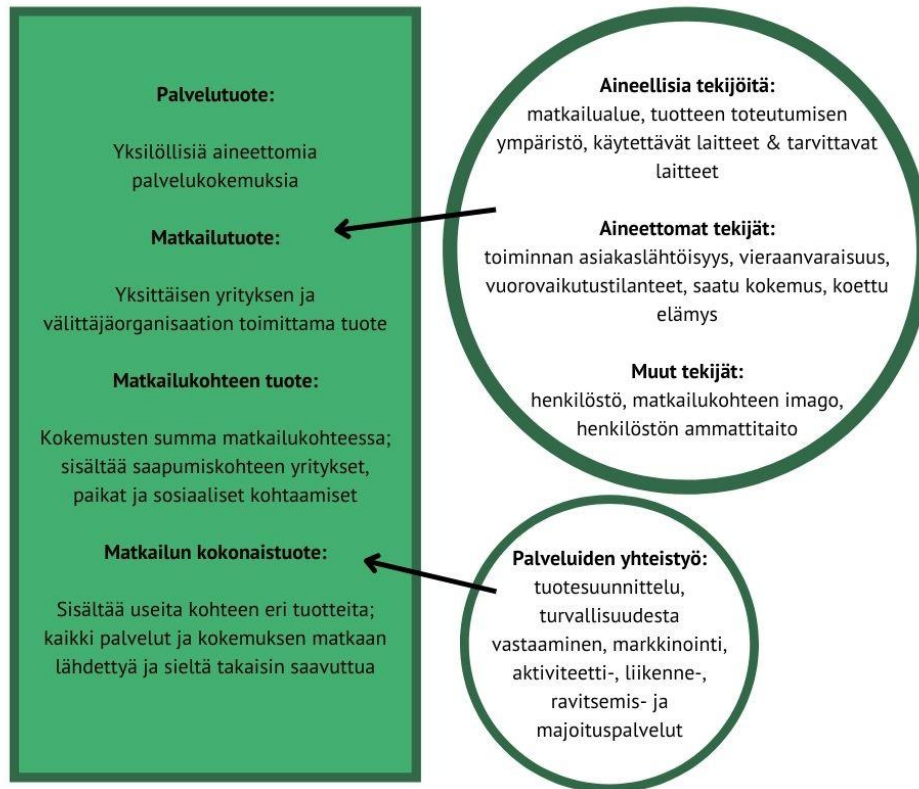 Palvelutuote:
Yksilöllisiä aineettomia
palvelukokemuksia
Matkailutuote:
Yksittäisen yrityksen ja
välittäjäorganisaation toimittama tuote
Matkailukohteen tuote:
Kokemusten summa matkailukohteessa;
sisältää saapumiskohteen yritykset,
paikat ja sosiaaliset kohtaamiset
Matkailun kokonaistuote:
Sisältää useita kohteen eri tuotteita;
kaikki palvelut ja kokemuksen matkaan
lähdettyä ja sieltä takaisin saavuttua
Aineellisia tekijöitä:
matkailualue, tuotteen toteutumisen
ympäristö, käytettävät laitteet & tarvittavat
laitteet
Aineettomat tekijät:
toiminnan asiakaslähtöisyys, vieraanvaraisuus,
vuorovaikutustilanteet, saatu kokemus, koettu
elämys
Muut tekijät:
henkilöstö, matkailukohteen imago,
henkilöstön ammattitaito
Palveluiden yhteistyö:
tuotesuunnittelu,
turvallisuudesta
vastaaminen, markkinointi,
aktiviteetti-, liikenne-,
ravitsemis- ja
majoituspalvelut